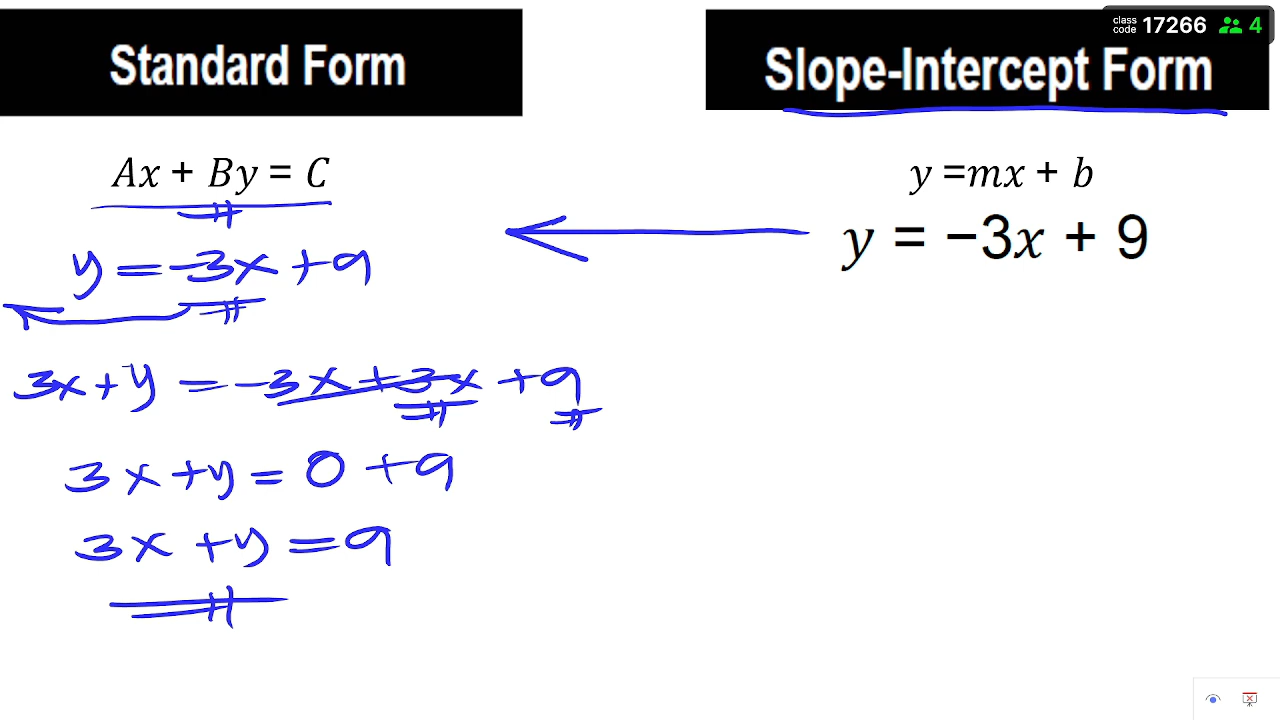 class code 17266 4
Standard Form
Slope-Intercept Form
Ax + By = C
y =mx + b
y = −3x + 9
y = -3x +9
3x+y = -3x+3x +9
3x+y = 0 +9
3x +y = 9